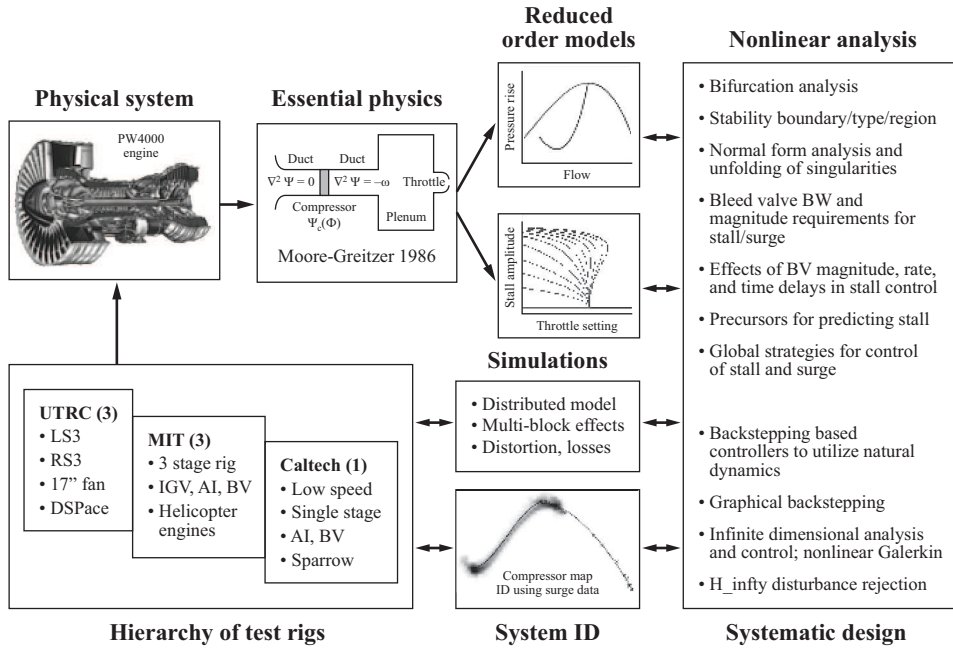 Physical system
PW4000
engine
Essential physics
Duct
Duct
∇² Ψ = 0
∇² Ψ = –ω
Throttle
Compressor
Ψc(Φ)
Plenum
Moore-Greitzer 1986
Reduced
order models
Pressure rise
Flow
Stall amplitude
Throttle setting
Nonlinear analysis
• Bifurcation analysis
• Stability boundary/type/region
• Normal form analysis and
unfolding of singularities
• Bleed valve BW and
magnitude requirements for
stall/surge
• Effects of BV magnitude, rate,
and time delays in stall control
• Precursors for predicting stall
• Global strategies for control
of stall and surge
• Backstepping based
controllers to utilize natural
dynamics
• Graphical backstepping
• Infinite dimensional analysis
and control; nonlinear Galerkin
• H_infty disturbance rejection
Systematic design
Simulations
• Distributed model
• Multi-block effects
• Distortion, losses
Compressor map
ID using surge data
System ID
UTRC (3)
• LS3
• RS3
• 17” fan
• DSPace
MIT (3)
• 3 stage rig
• IGV, AI, BV
• Helicopter
engines
Caltech (1)
• Low speed
• Single stage
• AI, BV
• Sparrow
Hierarchy of test rigs